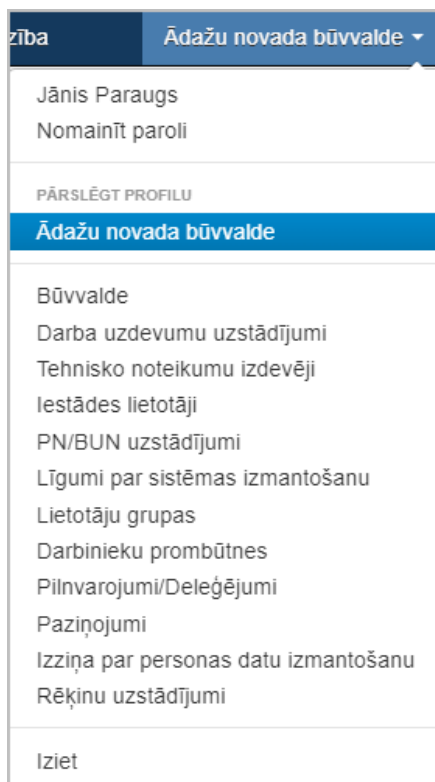 zība
Ādažu novada būvvalde
Jānis Paraugs
Nomainīt paroli
PĀRSLĒGT PROFILU
Ādažu novada būvvalde
Būvvalde
Darba uzdevumu uzstādījumi
Tehnisko noteikumu izdevēji
Iestādes lietotāji
PN/BUN uzstādījumi
Līgumi par sistēmas izmantošanu
Lietotāju grupas
Darbinieku prombūtnes
Pilnvarojumi/Deleģējumi
Paziņojumi
Izziņa par personas datu izmantošanu
Rēķinu uzstādījumi
Iziet